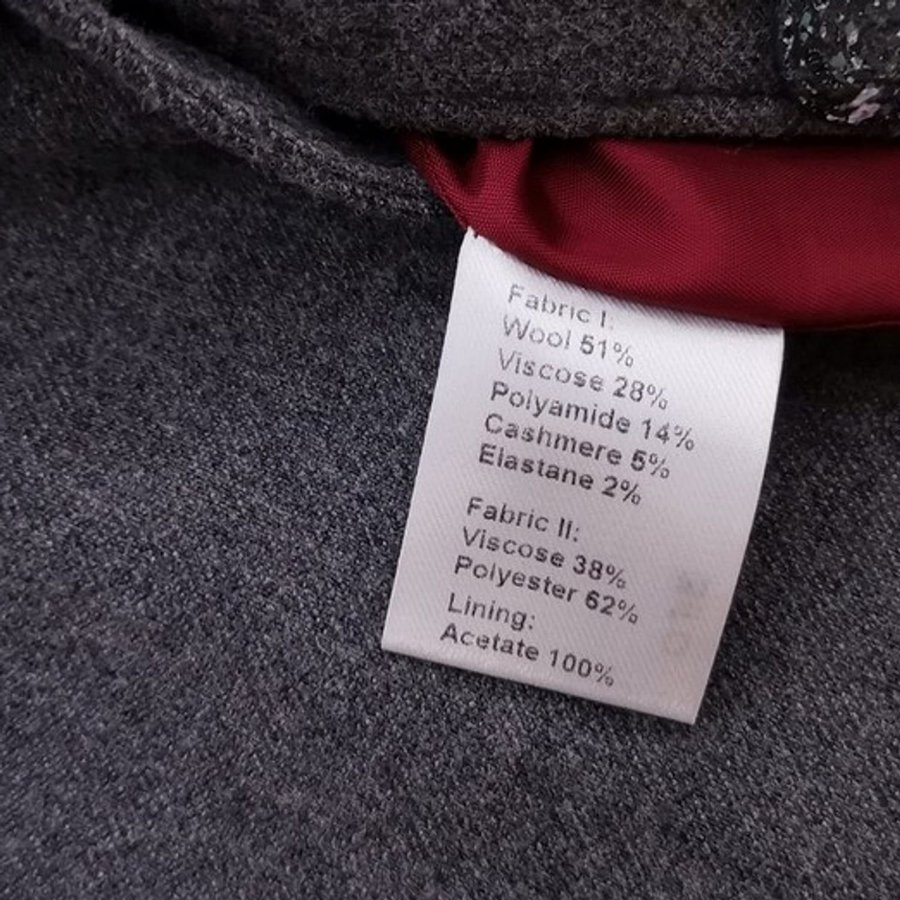 Fabric I:
Wool 51%
Viscose 28%
Polyamide 14%
Cashmere 5%
Elastane 2%
Fabric II:
Viscose 38%
Polyester 62%
Lining:
Acetate 100%